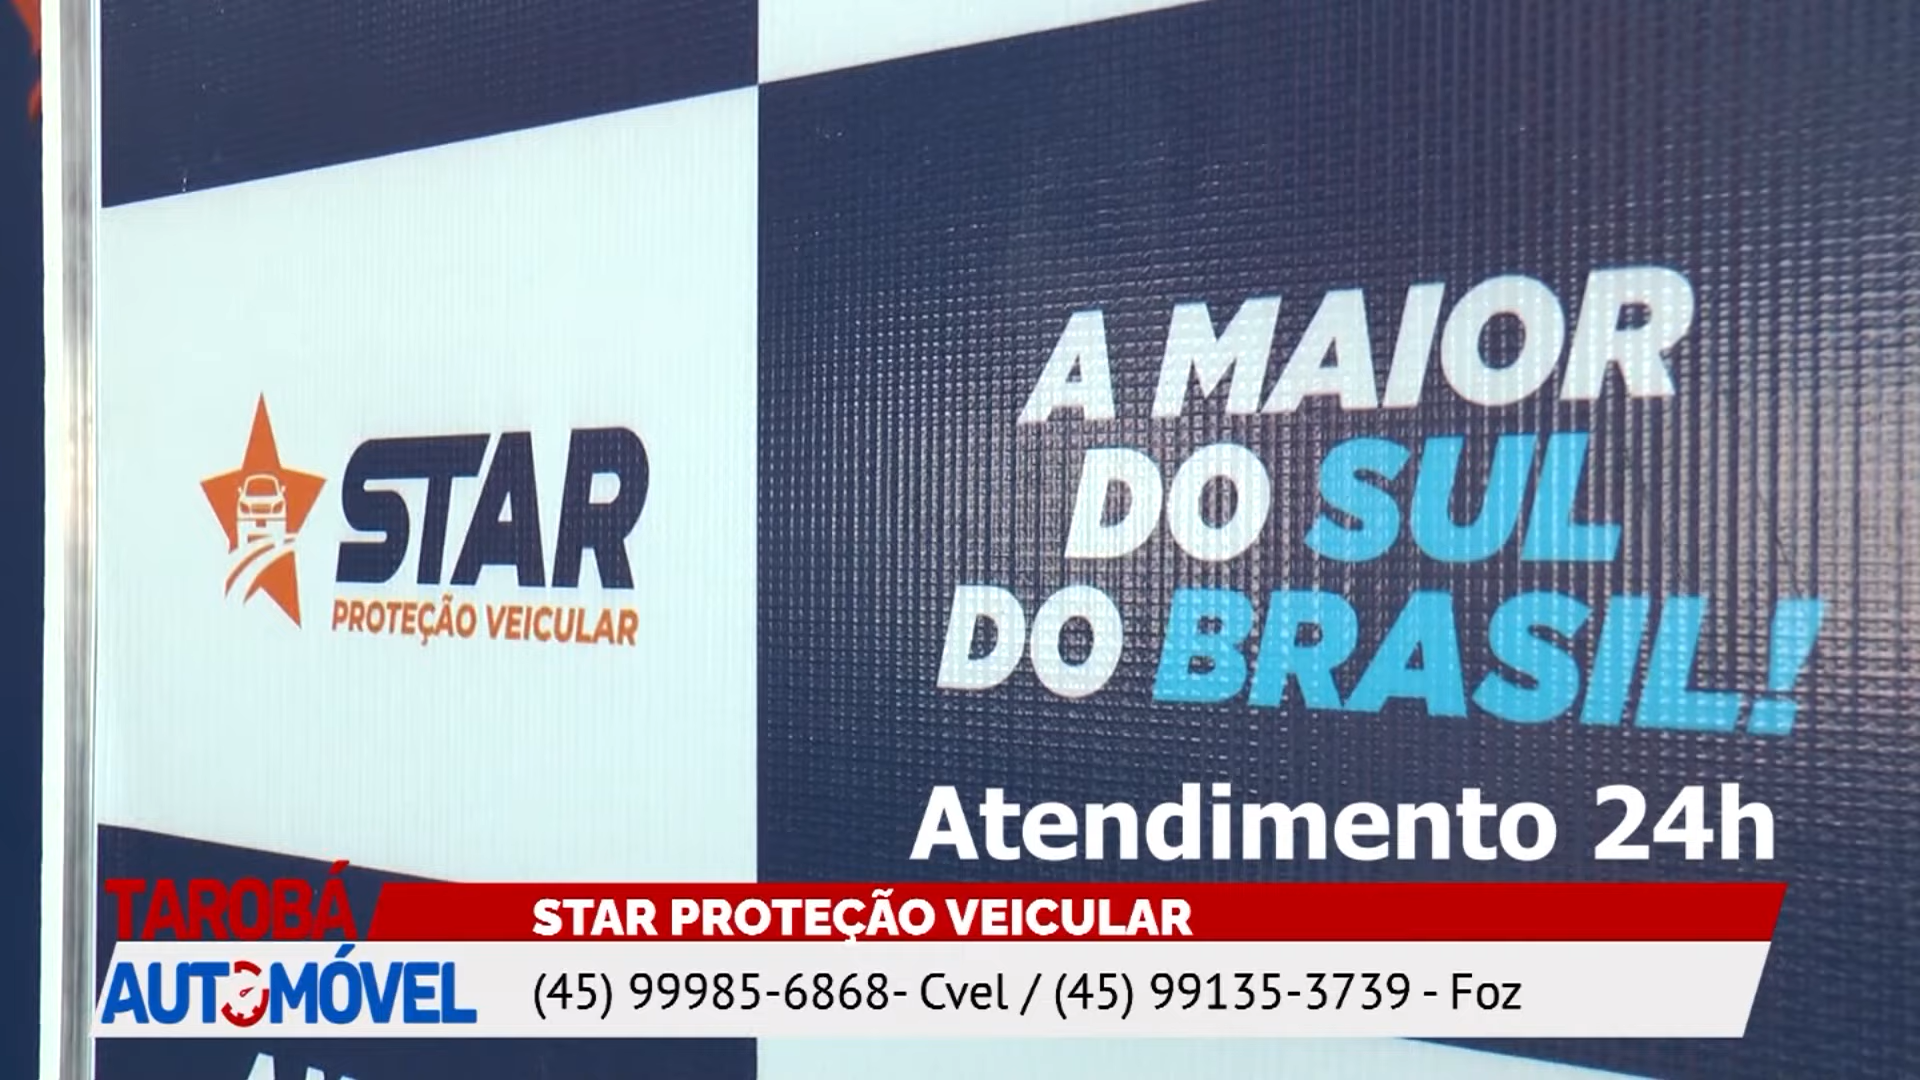 STAR
PROTEÇÃO VEICULAR
A MAIOR
DO SUL
DO BRASIL!
Atendimento 24h
TAROBÁ
AUTOMÓVEL
STAR PROTEÇÃO VEICULAR
(45) 99985-6868- Cvel / (45) 99135-3739 - Foz